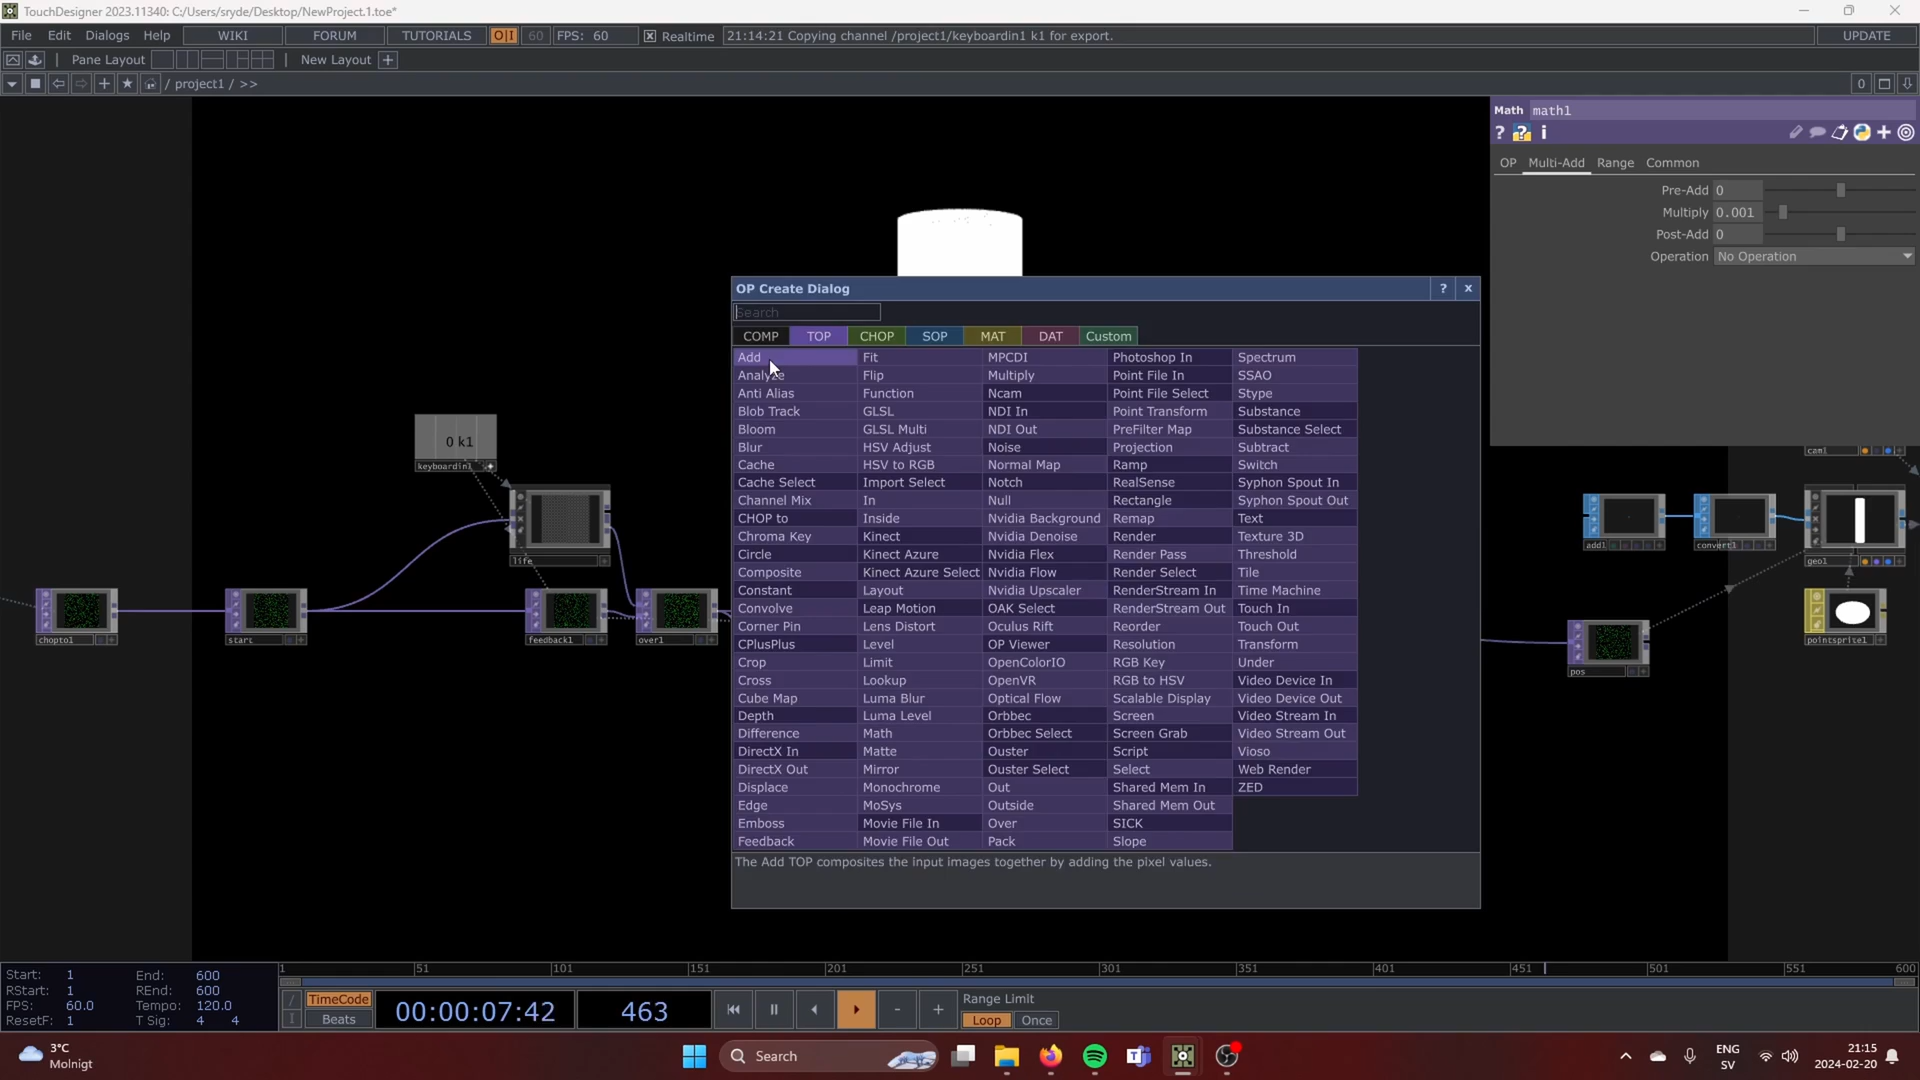 TouchDesigner 2023.11340: C:/Users/sryde/Desktop/NewProject.1.toe*
File Edit Dialogs Help WIKI FORUM TUTORIALS O|I 60 FPS: 60 Realtime 21:14:21 Copying channel /project1/keyboardin1 k1 for export. UPDATE
Pane Layout New Layout +
/ project1 / >> 0
Math math1
? ? i
OP Multi-Add Range Common
Pre-Add 0
Multiply 0.001
Post-Add 0
Operation No Operation
OP Create Dialog ? x
Search
COMP TOP CHOP SOP MAT DAT Custom
Add Fit MPCDI Photoshop In Spectrum
Analyze Flip Multiply Point File In SSAO
Anti Alias Function Ncam Point File Select Stype
Blob Track GLSL NDI In Point Transform Substance
Bloom GLSL Multi NDI Out PreFilter Map Substance Select
Blur HSV Adjust Noise Projection Subtract
Cache HSV to RGB Normal Map Ramp Switch
Cache Select Import Select Notch RealSense Syphon Spout In
Channel Mix In Null Rectangle Syphon Spout Out
CHOP to Inside Nvidia Background Remap Text
Chroma Key Kinect Nvidia Denoise Render Texture 3D
Circle Kinect Azure Nvidia Flex Render Pass Threshold
Composite Kinect Azure Select Nvidia Flow Render Select Tile
Constant Layout Nvidia Upscaler RenderStream In Time Machine
Convolve Leap Motion OAK Select RenderStream Out Touch In
Corner Pin Lens Distort Oculus Rift Reorder Touch Out
CPlusPlus Level OP Viewer Resolution Transform
Crop Limit OpenColorIO RGB Key Under
Cross Lookup OpenVR RGB to HSV Video Device In
Cube Map Luma Blur Optical Flow Scalable Display Video Device Out
Depth Luma Level Orbbec Screen Video Stream In
Difference Math Orbbec Select Screen Grab Video Stream Out
DirectX In Matte Ouster Script Vioso
DirectX Out Mirror Ouster Select Select Web Render
Displace Monochrome Out Shared Mem In ZED
Edge MoSys Outside Shared Mem Out
Emboss Movie File In Over SICK
Feedback Movie File Out Pack Slope
The Add TOP composites the input images together by adding the pixel values.
0 k1
keyboardin1
life
chopto1 start feedback1 over1
cam1
add1 convert1
geo1
pos pointsprite1
Start: 1 End: 600
RStart: 1 REnd: 600
FPS: 60.0 Tempo: 120.0
ResetF: 1 T Sig: 4 4
1 51 101 151 201 251 301 351 401 451 501 551 600
TimeCode
Beats
00:00:07:42 463
- +
Range Limit
Loop Once
3°C
Molnigt
Search
ENG
SV
21:15
2024-02-20